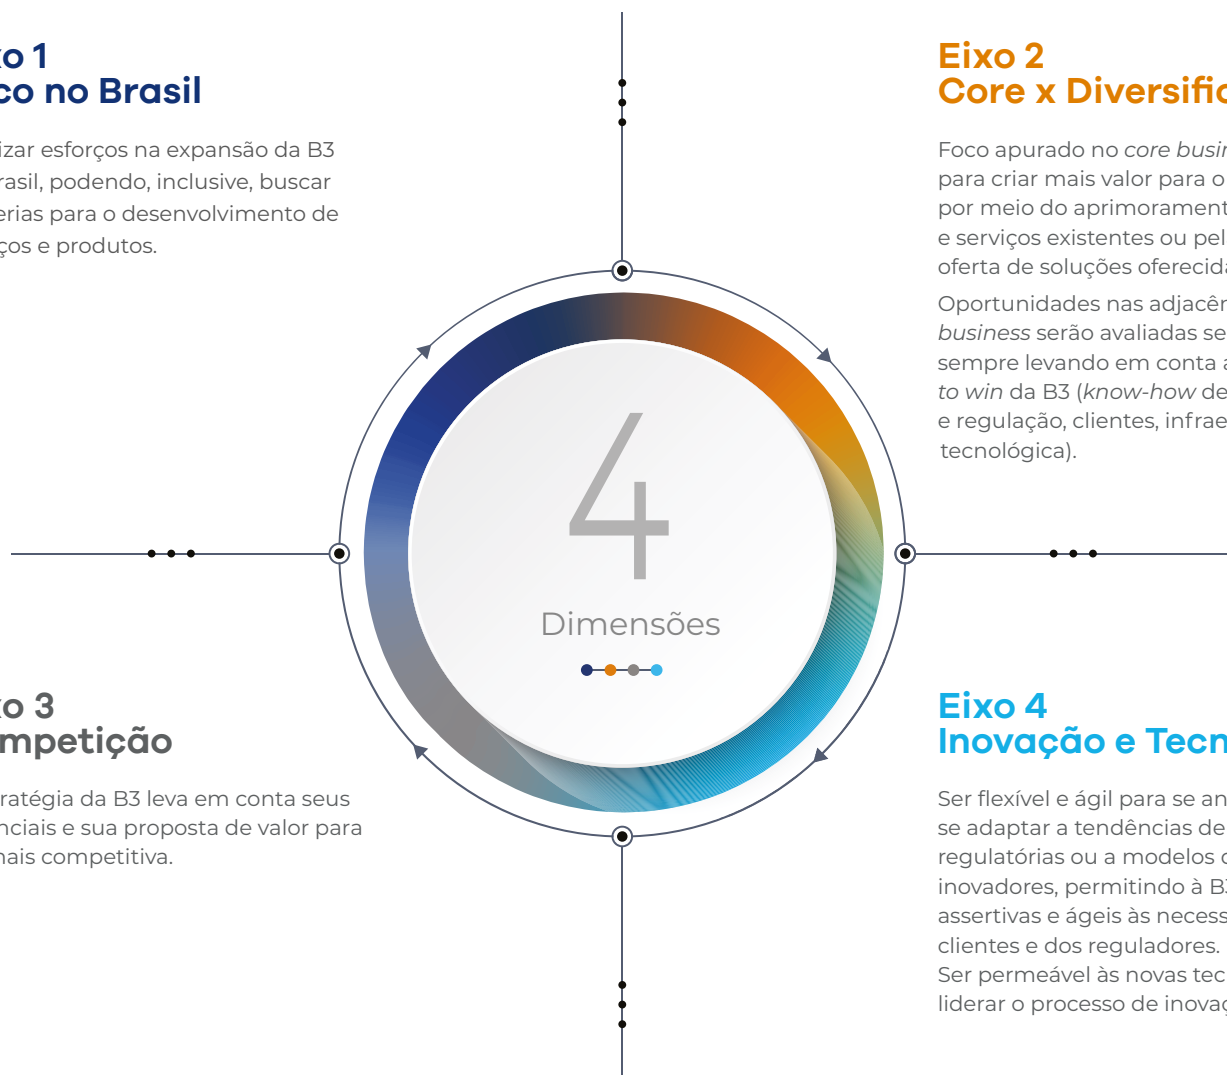 o 1
co no Brasil
izar esforços na expansão da B3
rasil, podendo, inclusive, buscar
erias para o desenvolvimento de
ços e produtos.
Eixo 2
Core x Diversific
Foco apurado no core busin
para criar mais valor para o
por meio do aprimorament
e serviços existentes ou pel
oferta de soluções oferecida
Oportunidades nas adjacên
business serão avaliadas se
sempre levando em conta a
to win da B3 (know-how de
e regulação, clientes, infrae
tecnológica).
4
Dimensões
o 3
mpetição
ratégia da B3 leva em conta seus
nciais e sua proposta de valor para
mais competitiva.
Eixo 4
Inovação e Tecn
Ser flexível e ágil para se an
se adaptar a tendências de
regulatórias ou a modelos d
inovadores, permitindo à B3
assertivas e ágeis às necess
clientes e dos reguladores.
Ser permeável às novas tec
liderar o processo de inovaç